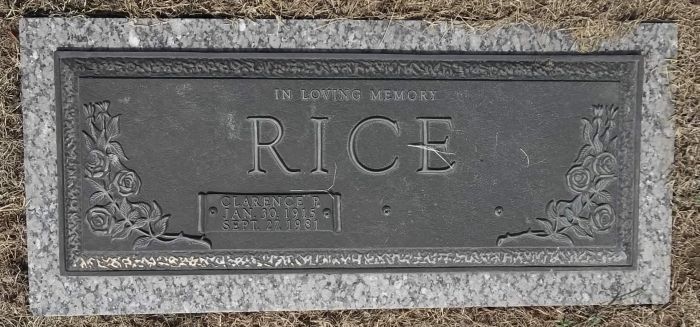 IN LOVING MEMORY
RICE
CLARENCE P.
JAN. 30, 1915
SEPT. 27, 1981